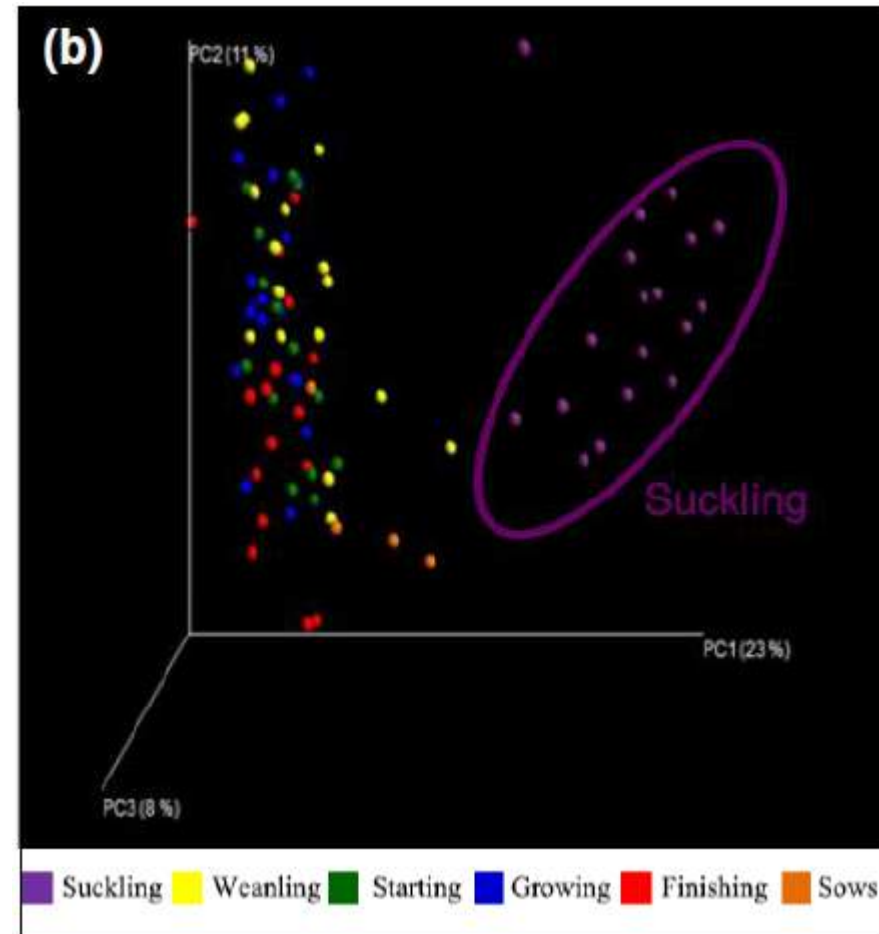 (b)
PC2 (11 %)
Suckling
PC1 (23 %)
PC3 (8 %)
Suckling Weanling Starting Growing Finishing Sows